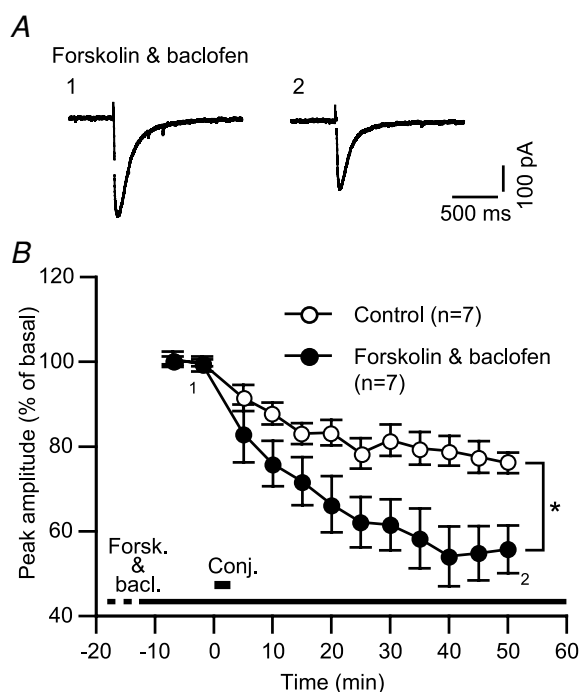 A
Forskolin & baclofen
1
2
100 pA
500 ms
B
120
100
80
60
40
Peak amplitude (% of basal)
Control (n=7)
Forskolin & baclofen
(n=7)
1
*
2
Forsk.
&
bacl.
Conj.
-20 -10 0 10 20 30 40 50 60
Time (min)